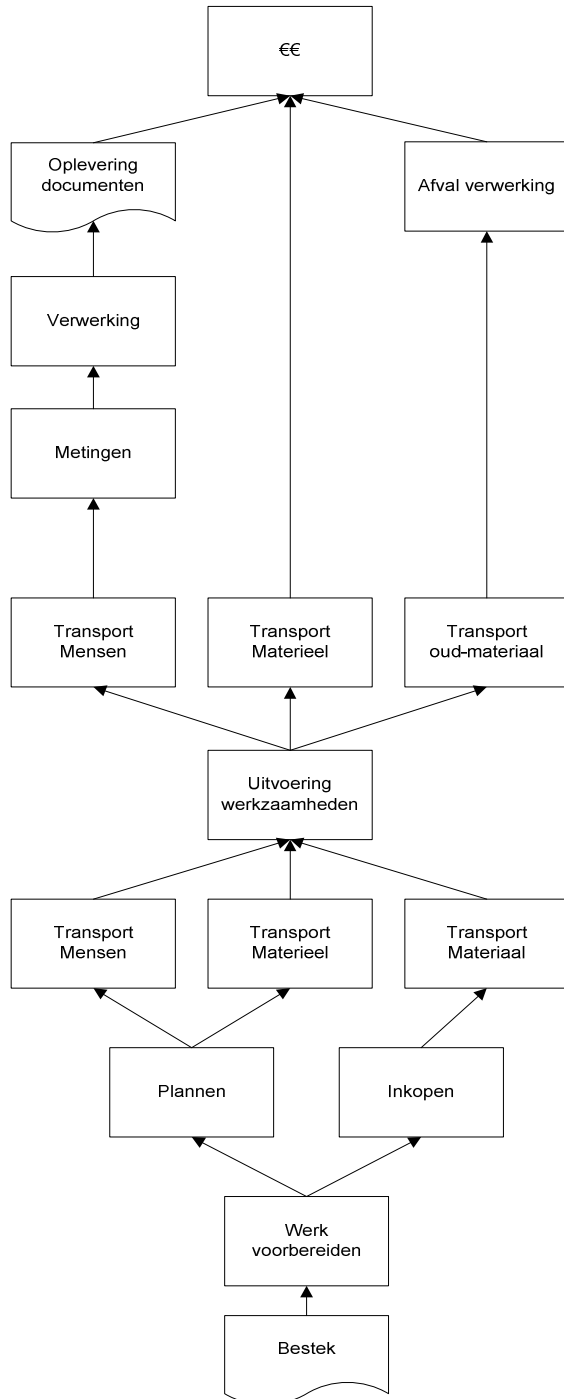 €€
Oplevering
documenten
Afval verwerking
Verwerking
Metingen
Transport
Mensen
Transport
Materieel
Transport
oud-materiaal
Uitvoering
werkzaamheden
Transport
Mensen
Transport
Materieel
Transport
Materiaal
Plannen
Inkopen
Werk
voorbereiden
Bestek